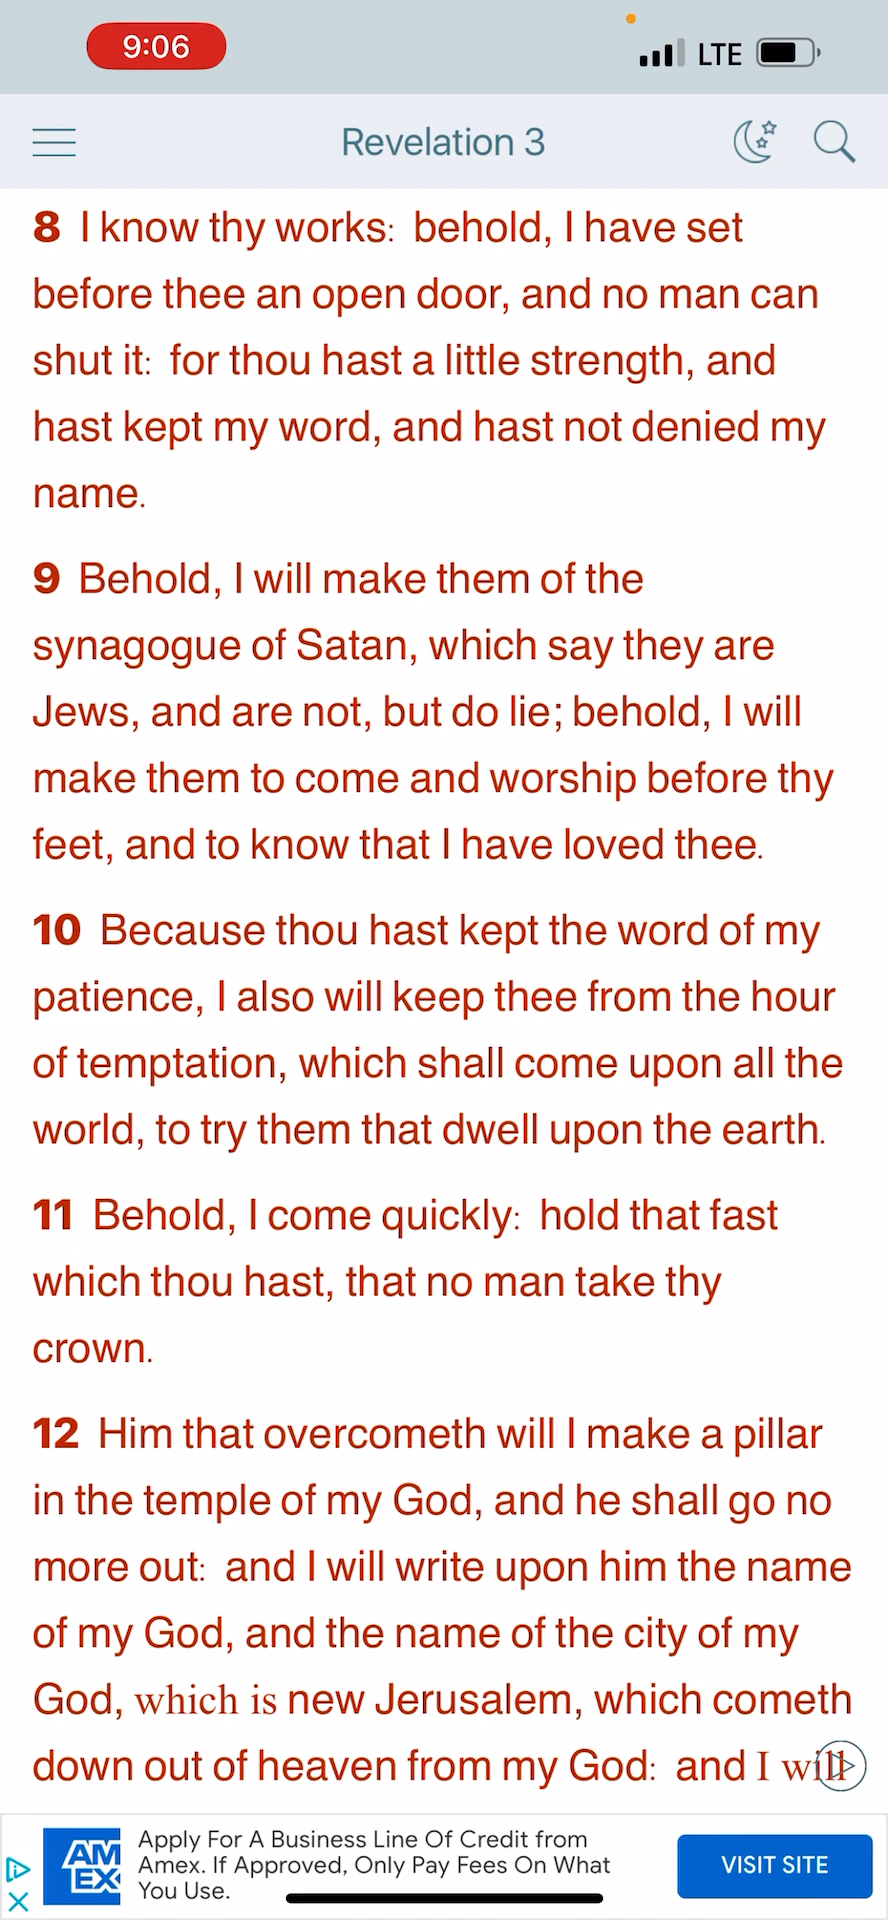 9:06
LTE
Revelation 3
8 I know thy works: behold, I have set
before thee an open door, and no man can
shut it: for thou hast a little strength, and
hast kept my word, and hast not denied my
name.
9 Behold, I will make them of the
synagogue of Satan, which say they are
Jews, and are not, but do lie; behold, I will
make them to come and worship before thy
feet, and to know that I have loved thee.
10 Because thou hast kept the word of my
patience, I also will keep thee from the hour
of temptation, which shall come upon all the
world, to try them that dwell upon the earth.
11 Behold, I come quickly: hold that fast
which thou hast, that no man take thy
crown.
12 Him that overcometh will I make a pillar
in the temple of my God, and he shall go no
more out: and I will write upon him the name
of my God, and the name of the city of my
God, which is new Jerusalem, which cometh
down out of heaven from my God: and I will
AM
EX
Apply For A Business Line Of Credit from
Amex. If Approved, Only Pay Fees On What
You Use.
VISIT SITE